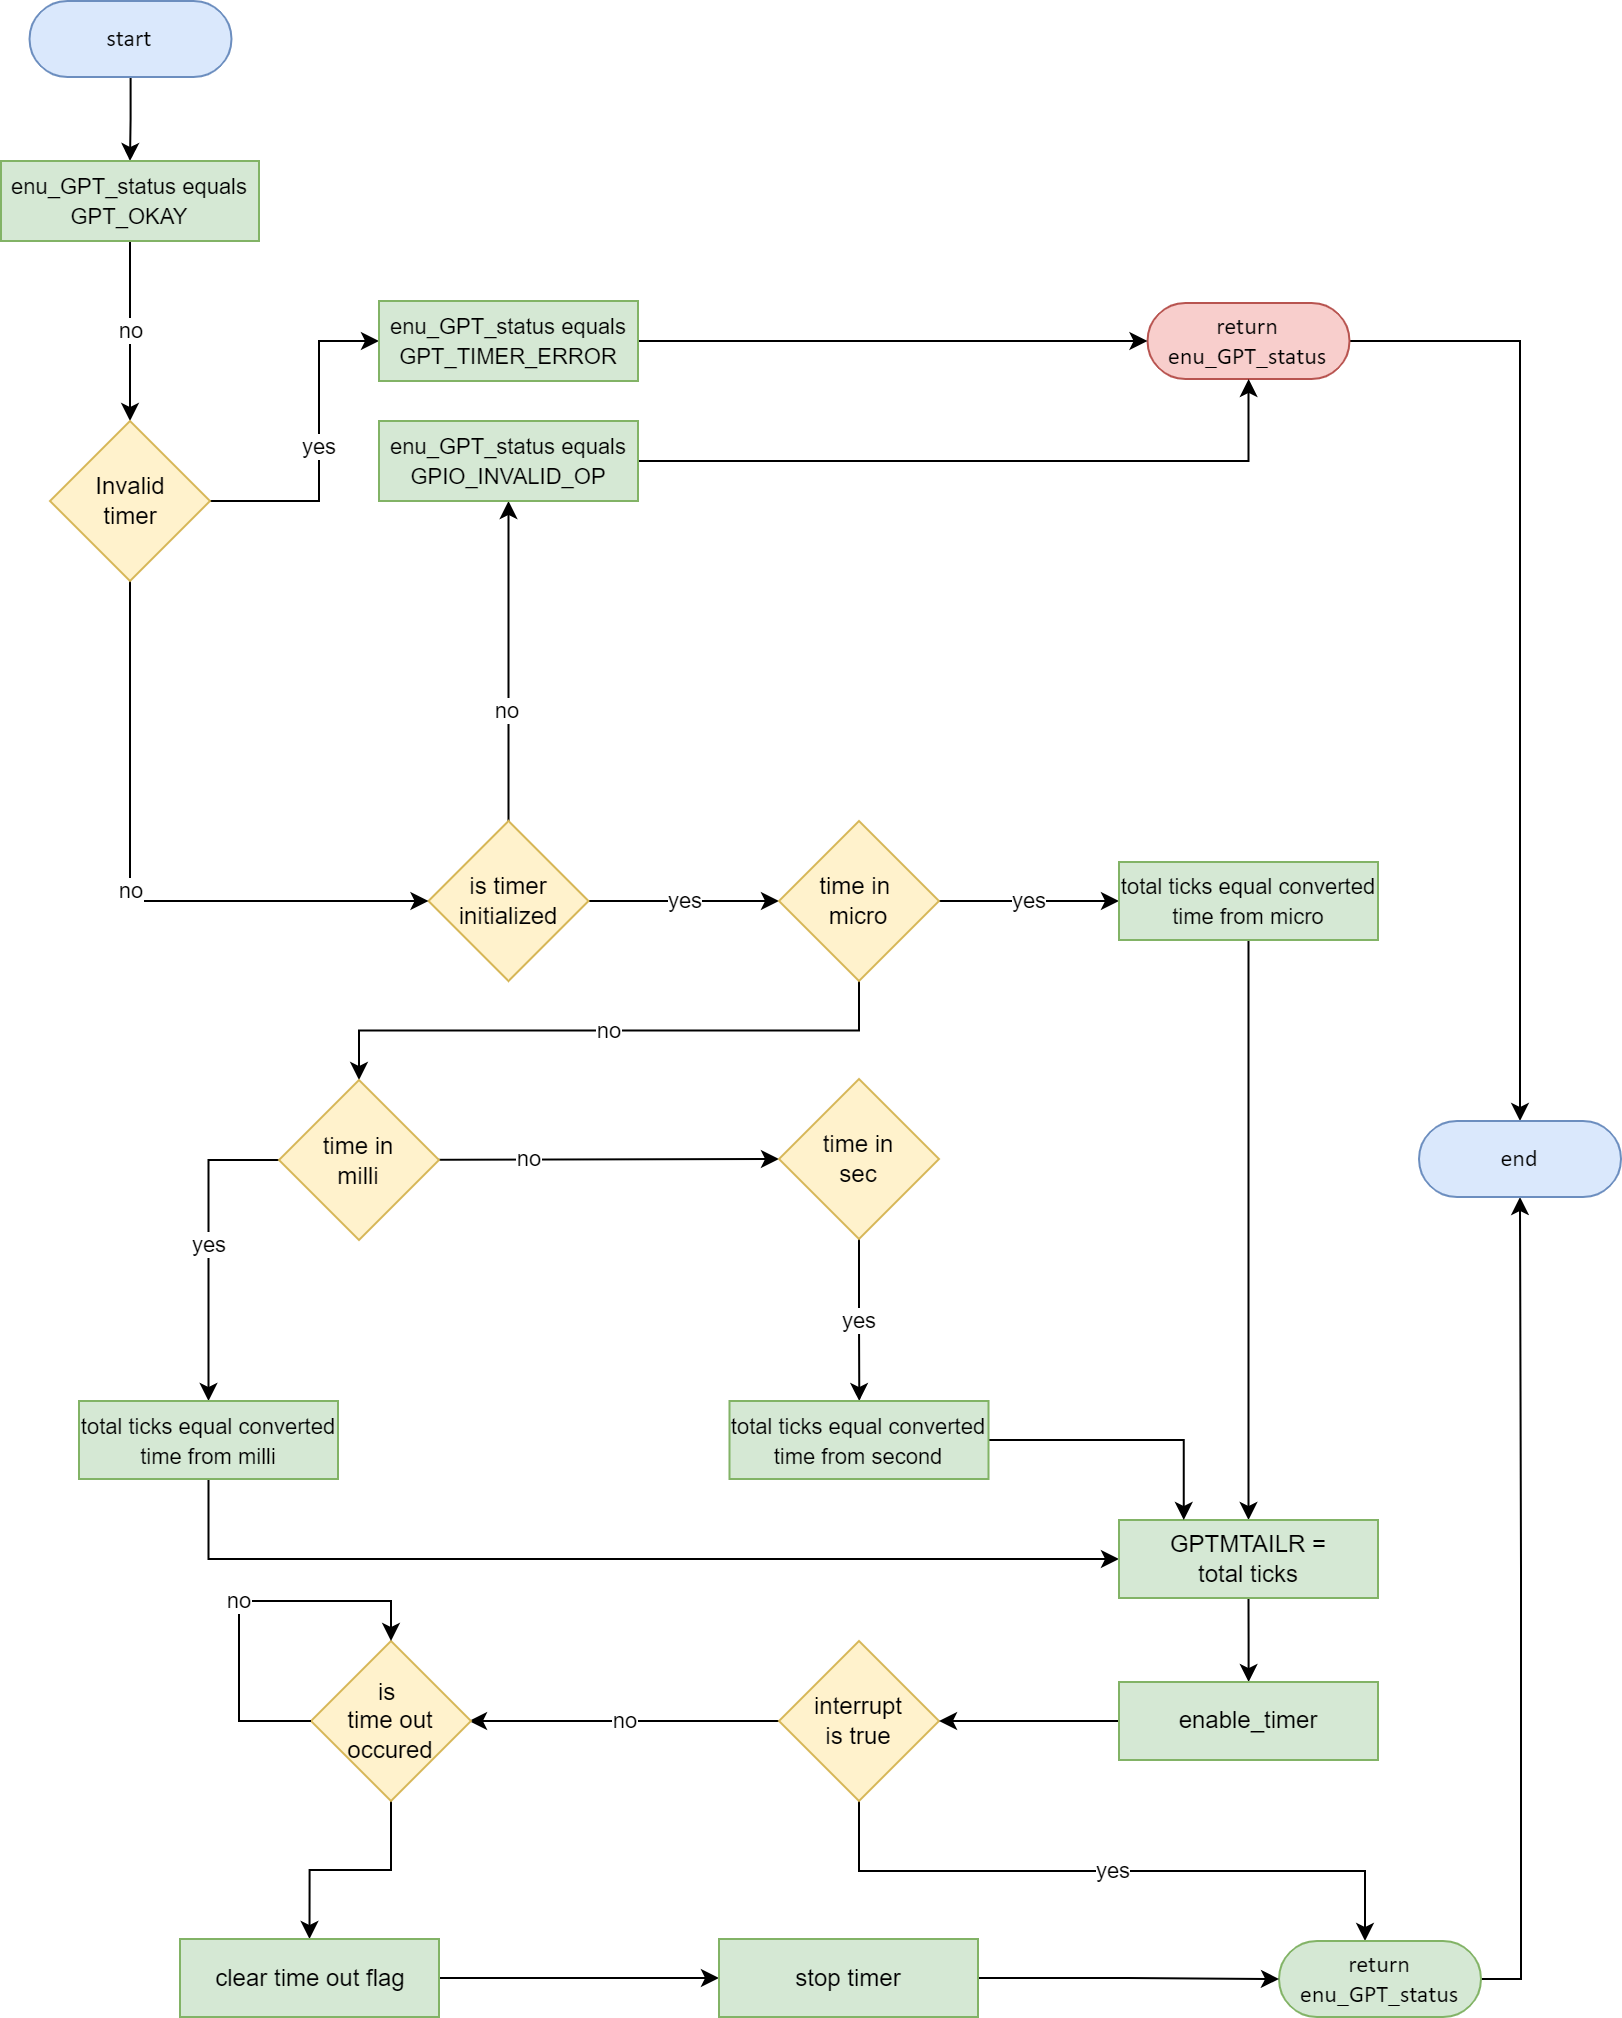 start
enu_GPT_status equals
GPT_OKAY
no
enu_GPT_status equals
GPT_TIMER_ERROR
return
enu_GPT_status
yes
enu_GPT_status equals
GPIO_INVALID_OP
Invalid
timer
no
no
is timer
initialized
yes
time in
micro
yes
total ticks equal converted
time from micro
no
time in
milli
no
time in
sec
end
yes
yes
total ticks equal converted
time from milli
total ticks equal converted
time from second
GPTMTAILR =
total ticks
no
is
time out
occured
no
interrupt
is true
enable_timer
yes
clear time out flag
stop timer
return
enu_GPT_status